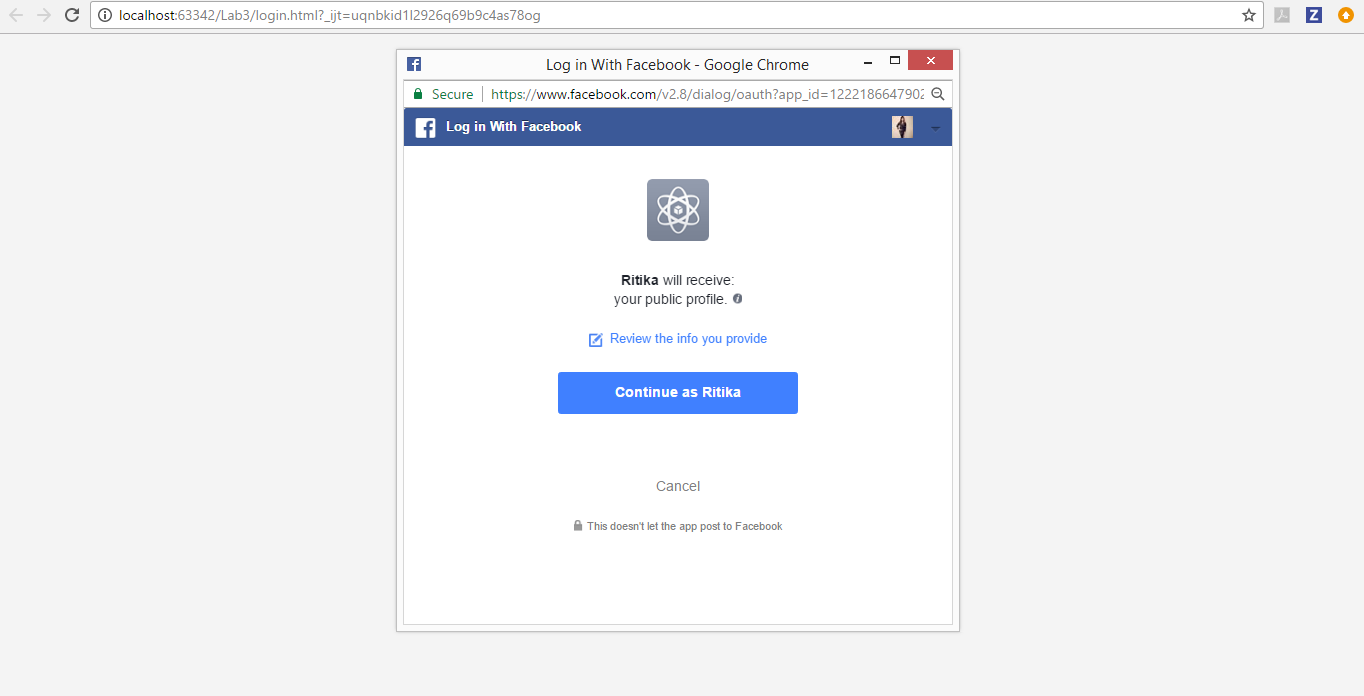 localhost:63342/Lab3/login.html?_ijt=uqnbkid1l2926q69b9c4as78og
Z
Log in With Facebook - Google Chrome
Secure https://www.facebook.com/v2.8/dialog/oauth?app_id=1222186647902
Log in With Facebook
Ritika will receive:
your public profile.
Review the info you provide
Continue as Ritika
Cancel
This doesn't let the app post to Facebook